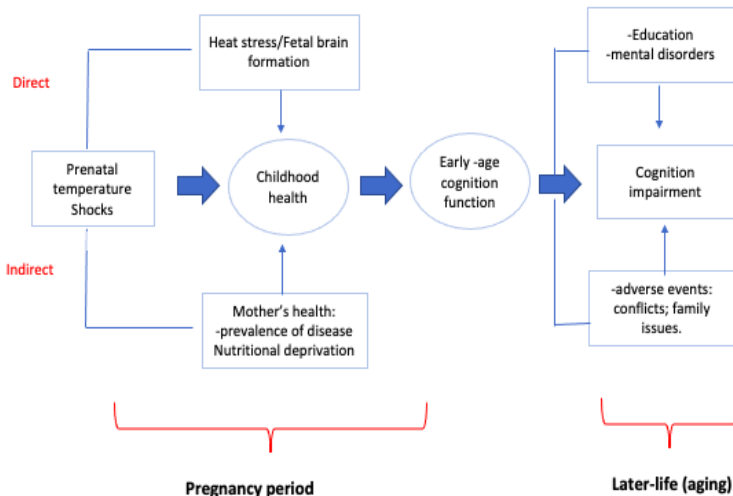 Heat stress/Fetal brain
formation
-Education
-mental disorders
Direct
Prenatal
temperature
Shocks
Childhood
health
Early -age
cognition
function
Cognition
impairment
Indirect
Mother's health:
-prevalence of disease
Nutritional deprivation
-adverse events:
conflicts; family
issues.
Pregnancy period
Later-life (aging)